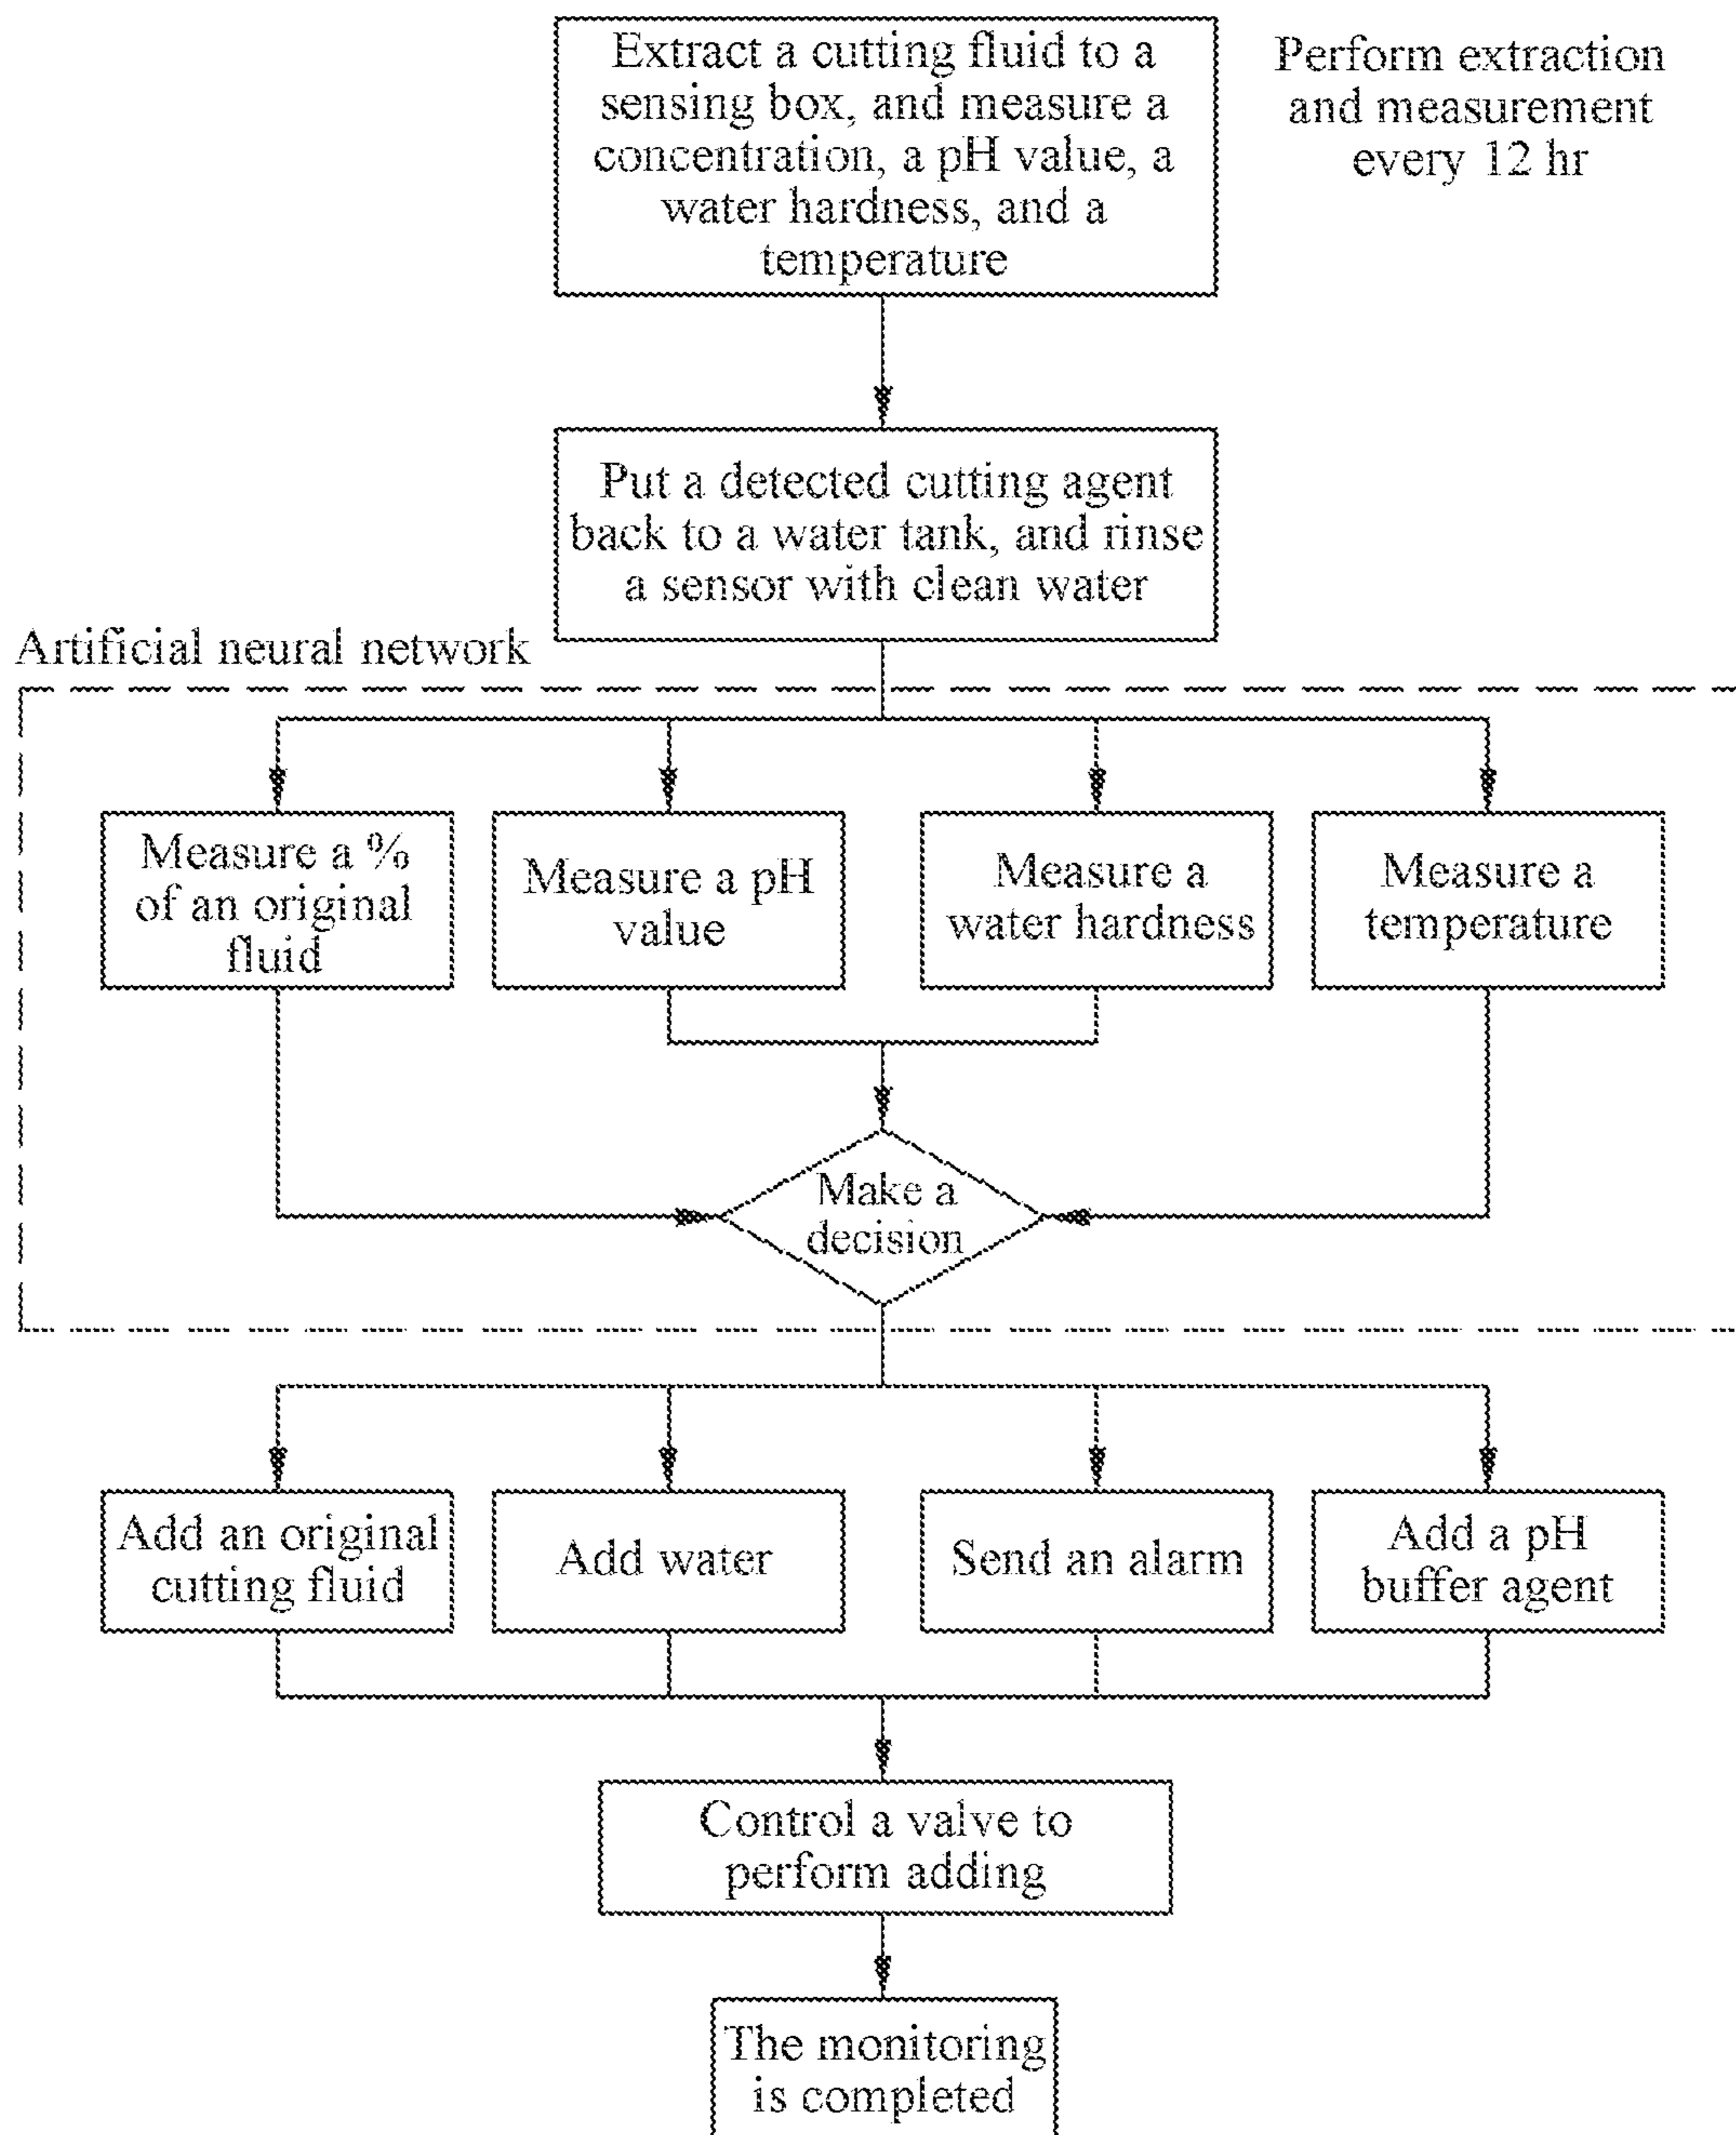 Extract a cutting fluid to a
sensing box, and measure a
concentration, a pH value, a
water hardness, and a
temperature
Perform extraction
and measurement
every 12 hr
Put a detected cutting agent
back to a water tank, and rinse
a sensor with clean water
Artificial neural network
Measure a %
of an original
fluid
Measure a pH
value
Measure a
water hardness
Measure a
temperature
Make a
decision
Add an original
cutting fluid
Add water
Send an alarm
Add a pH
buffer agent
Control a valve to
perform adding
The monitoring
is completed